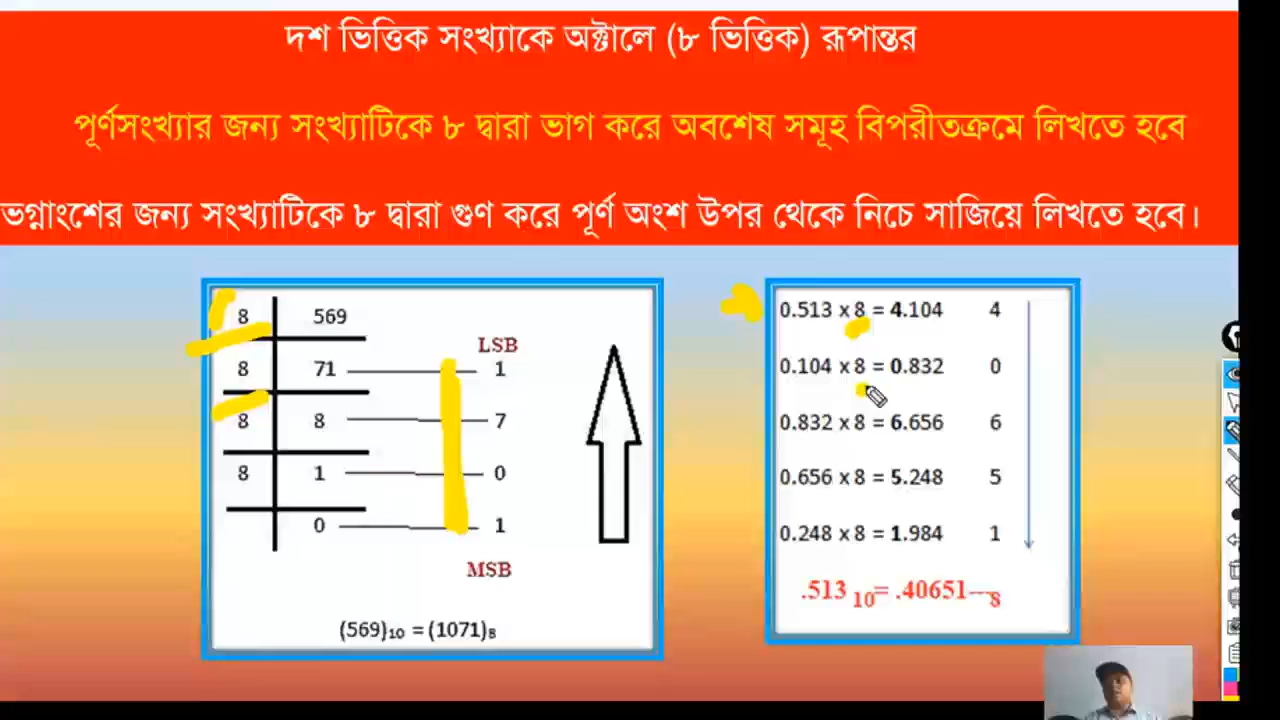 দশ ভিত্তিক সংখ্যাকে অক্টালে (৮ ভিত্তিক) রূপান্তর
পূর্ণসংখ্যার জন্য সংখ্যাটিকে ৮ দ্বারা ভাগ করে অবশেষ সমূহ বিপরীতক্রমে লিখতে হবে
ভগ্নাংশের জন্য সংখ্যাটিকে ৮ দ্বারা গুণ করে পূর্ণ অংশ উপর থেকে নিচে সাজিয়ে লিখতে হবে।
8 569
LSB
8 71 1
8 8 7
8 1 0
0 1
MSB
(569)₁₀ = (1071)₈
0.513 x 8 = 4.104 4
0.104 x 8 = 0.832 0
0.832 x 8 = 6.656 6
0.656 x 8 = 5.248 5
0.248 x 8 = 1.984 1
.513 ₁₀= .40651---₈